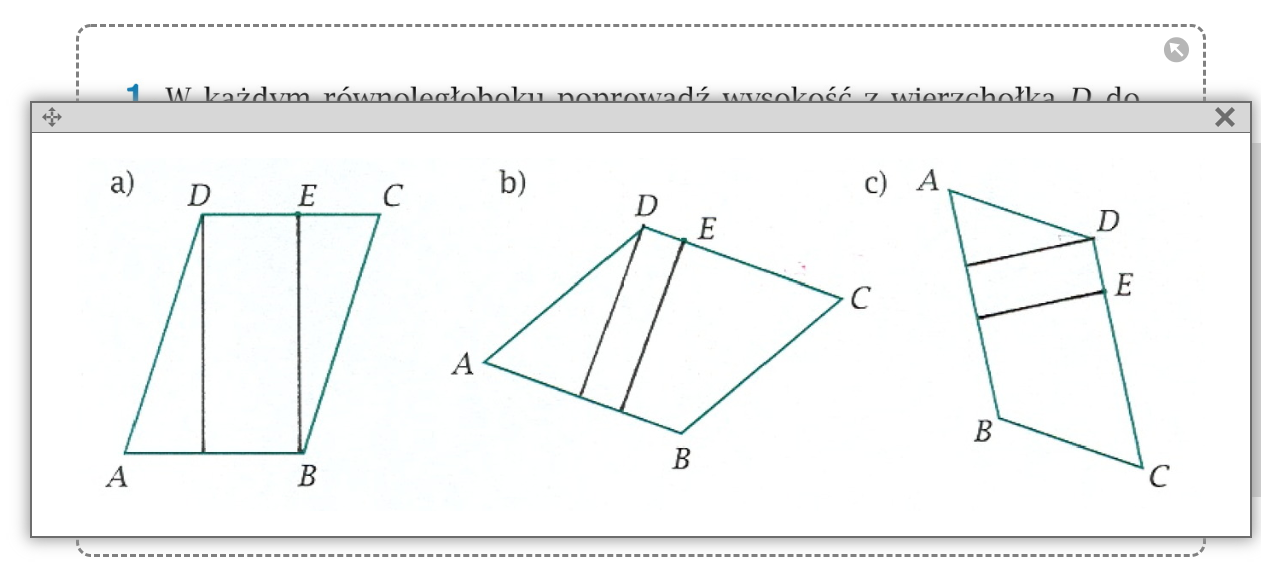 1 W każdym równoległoboku poprowadź wysokość z wierzchołka D do
a) D E C
A B
b) D E
C
A
B
c) A
D
E
B
C